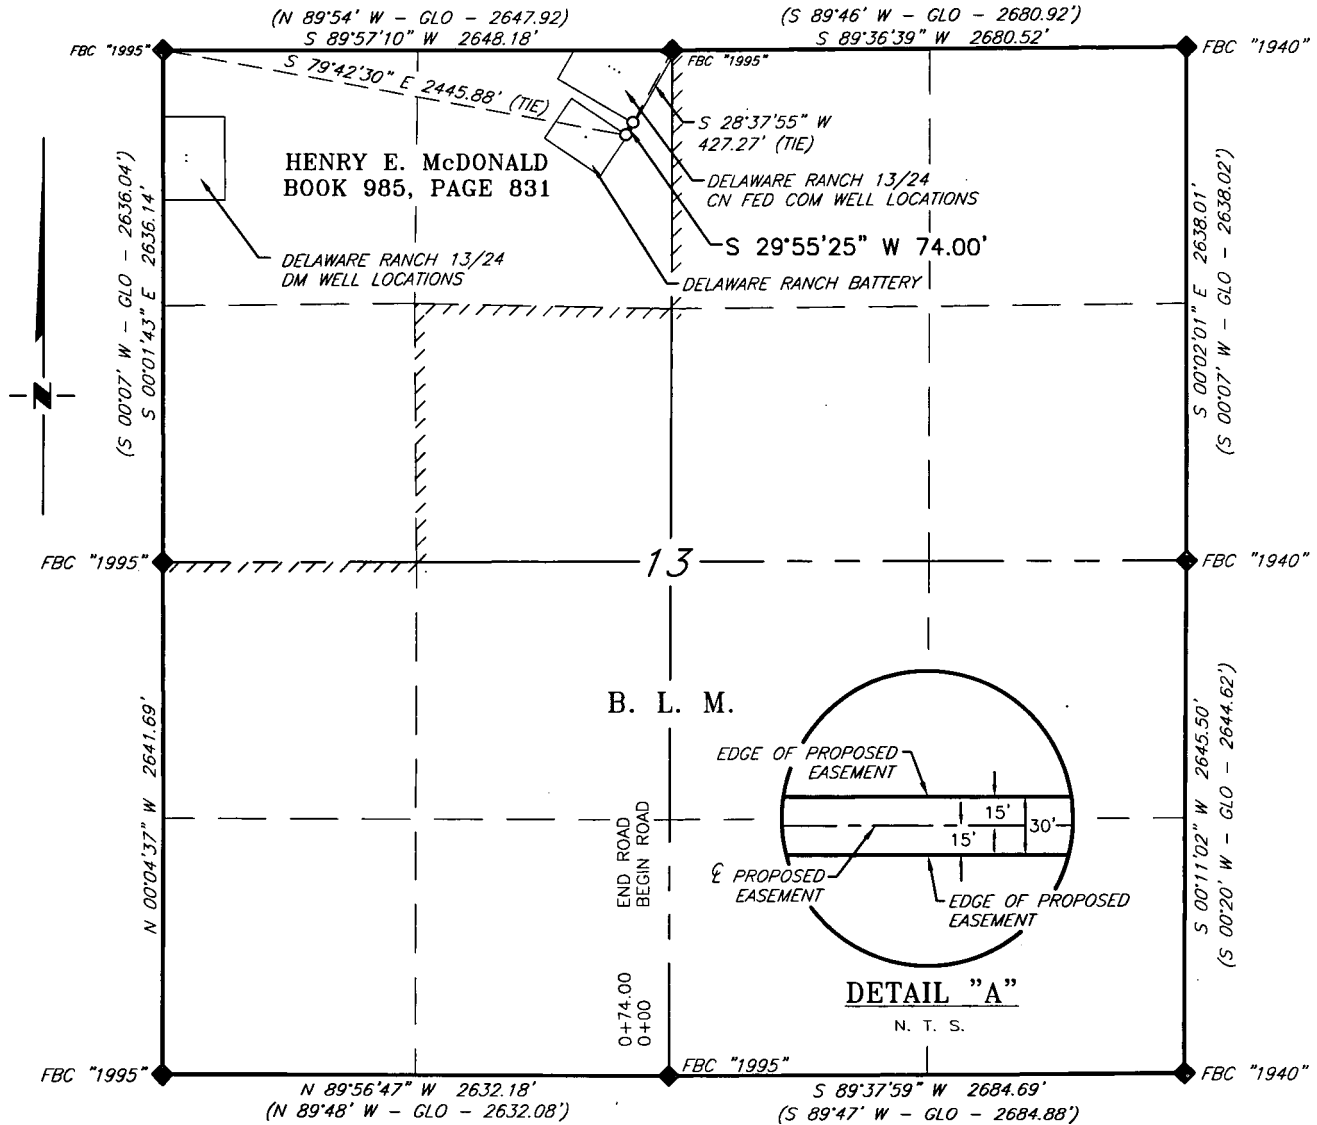 (N 89°54' W - GLO - 2647.92)
S 89°57'10" W 2648.18'
(S 89°46' W - GLO - 2680.92')
S 89°36'39" W 2680.52'
FBC "1995"
FBC "1995"
FBC "1940"
S 79°42'30" E 2445.88' (TIE)
S 28°37'55" W
427.27' (TIE)
HENRY E. McDONALD
BOOK 985, PAGE 831
DELAWARE RANCH 13/24
CN FED COM WELL LOCATIONS
S 29°55'25" W 74.00'
DELAWARE RANCH 13/24
DM WELL LOCATIONS
DELAWARE RANCH BATTERY
(S 00°07' W - GLO - 2636.04')
S 00°01'43" E 2636.14'
S 00°02'01" E 2638.01'
(S 00°07' W - GLO - 2638.02')
N
FBC "1995"
13
FBC "1940"
B. L. M.
N 00°04'37" W 2641.69'
S 00°11'02" W 2645.50'
(S 00°20' W - GLO - 2644.62')
EDGE OF PROPOSED
EASEMENT
15'
15'
30'
℄ PROPOSED
EASEMENT
EDGE OF PROPOSED
EASEMENT
END ROAD
BEGIN ROAD
0+74.00
0+00
DETAIL "A"
N. T. S.
FBC "1995"
FBC "1995"
FBC "1940"
N 89°56'47" W 2632.18'
(N 89°48' W - GLO - 2632.08')
S 89°37'59" W 2684.69'
(S 89°47' W - GLO - 2684.88')